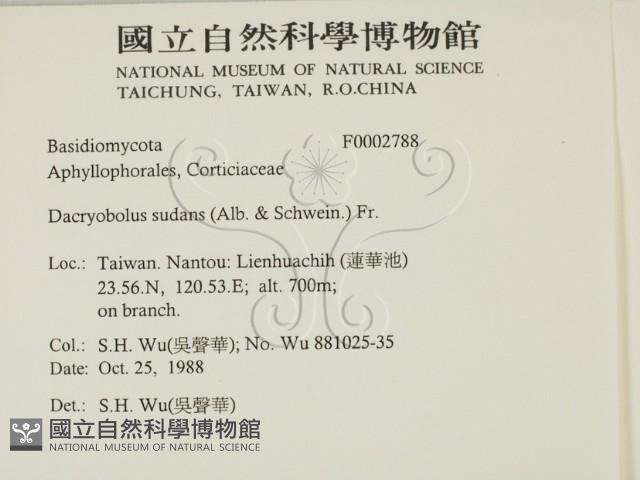 國立自然科學博物館
NATIONAL MUSEUM OF NATURAL SCIENCE
TAICHUNG, TAIWAN, R.O.CHINA
Basidiomycota F0002788
Aphyllophorales, Corticiaceae
Dacryobolus sudans (Alb. & Schwein.) Fr.
Loc.: Taiwan. Nantou: Lienhuachih (蓮華池)
23.56.N, 120.53.E; alt. 700m;
on branch.
Col.: S.H. Wu(吳聲華); No. Wu 881025-35
Date: Oct. 25, 1988
Det.: S.H. Wu(吳聲華)
國立自然科學博物館
NATIONAL MUSEUM OF NATURAL SCIENCE